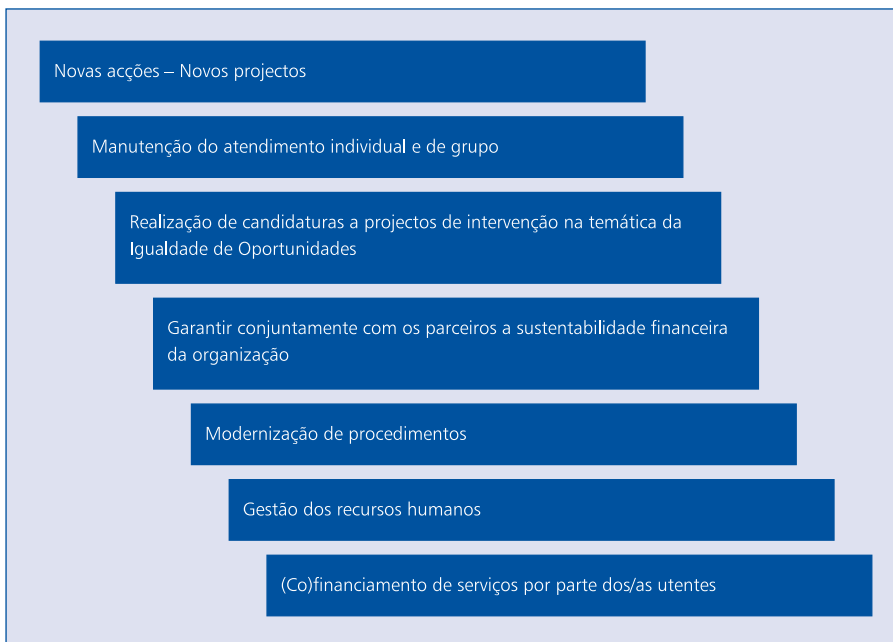 Novas acções – Novos projectos
Manutenção do atendimento individual e de grupo
Realização de candidaturas a projectos de intervenção na temática da
Igualdade de Oportunidades
Garantir conjuntamente com os parceiros a sustentabilidade financeira
da organização
Modernização de procedimentos
Gestão dos recursos humanos
(Co)financiamento de serviços por parte dos/as utentes